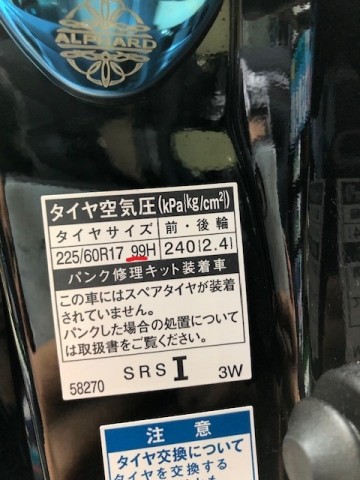 ALPHARD
タイヤ空気圧(kPa{kg/cm²})
タイヤサイズ 前・後輪
225/60R17 99H 240{2.4}
パンク修理キット装着車
この車にはスペアタイヤが装着
されていません。
パンクした場合の処置について
は取扱書をご覧ください。
58270 SRS I 3W
注意
タイヤ交換について
タイヤを交換する